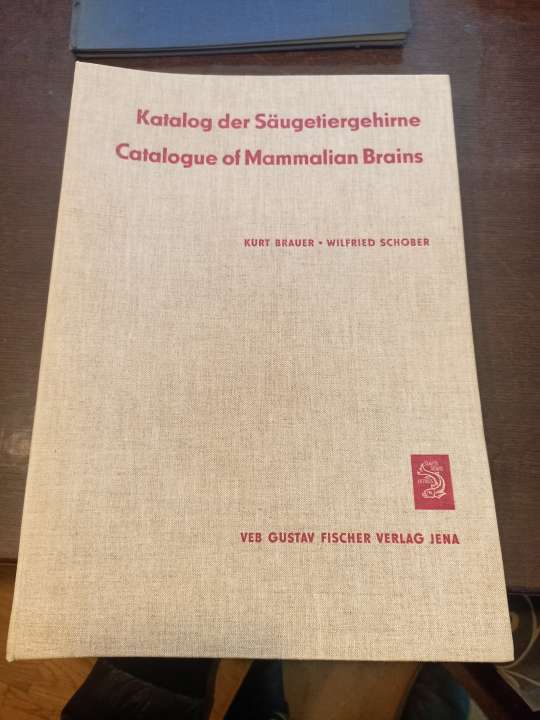 Katalog der Säugetiergehirne
Catalogue of Mammalian Brains
KURT BRAUER • WILFRIED SCHOBER
VEB GUSTAV FISCHER VERLAG JENA